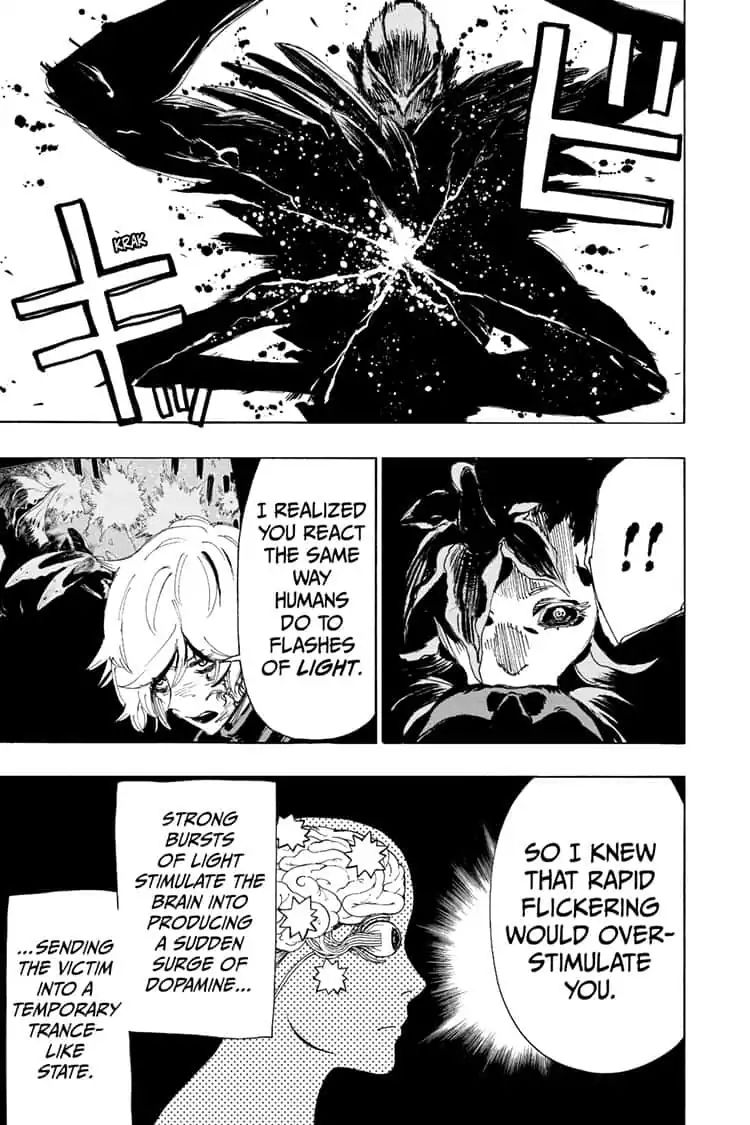 ビキッ
KRAK
!!
I REALIZED
YOU REACT
THE SAME
WAY
HUMANS
DO TO
FLASHES
OF LIGHT.
SO I KNEW
THAT RAPID
FLICKERING
WOULD OVER-
STIMULATE
YOU.
STRONG
BURSTS
OF LIGHT
STIMULATE THE
BRAIN INTO
PRODUCING
A SUDDEN
SURGE OF
DOPAMINE...
...SENDING
THE VICTIM
INTO A
TEMPORARY
TRANCE-
LIKE
STATE.